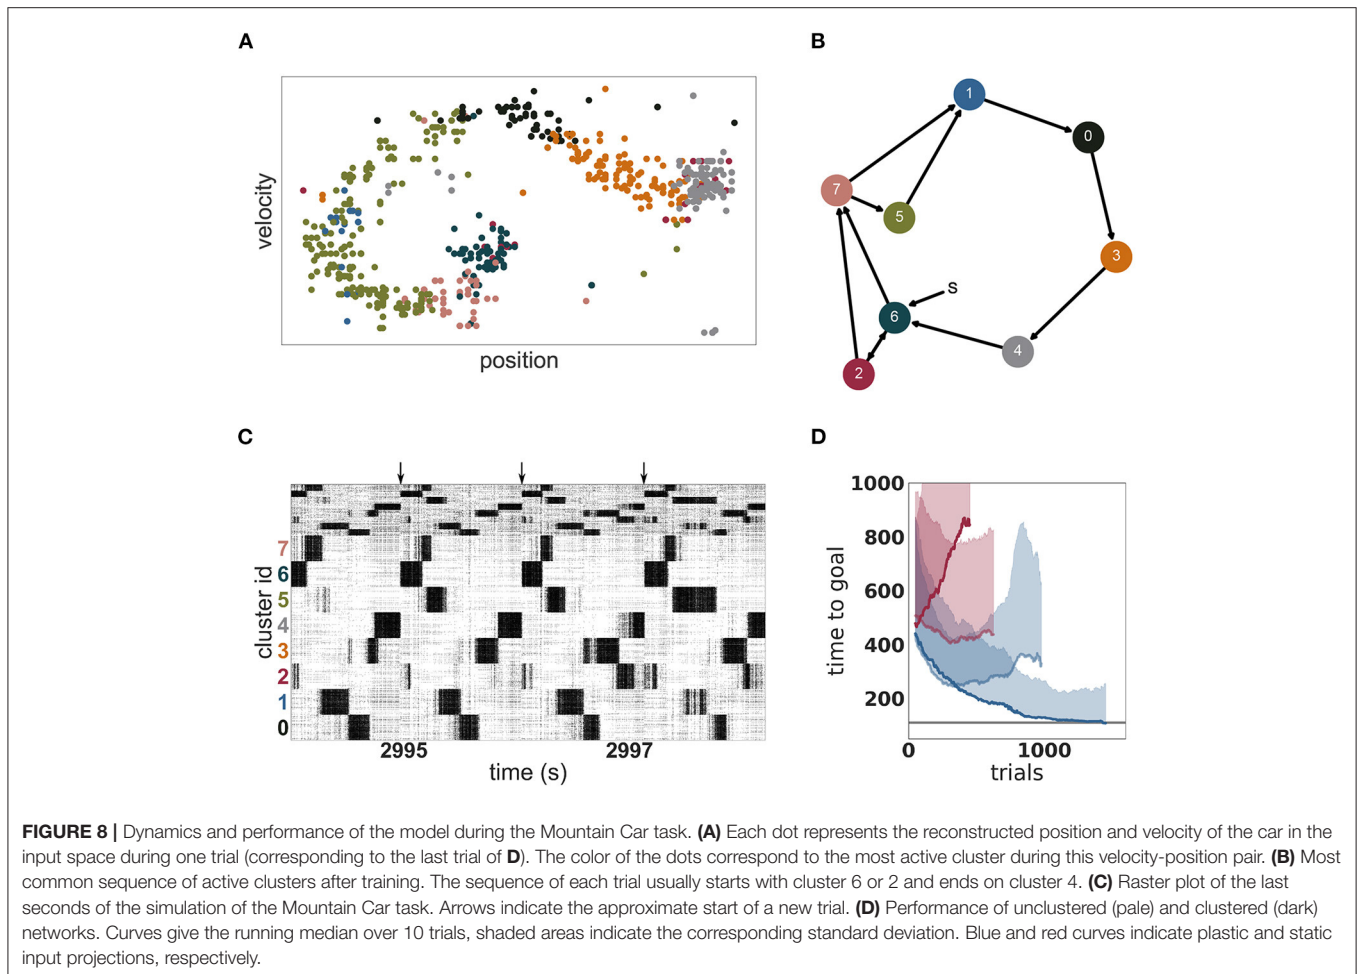 A
velocity
position
B
1
0
7
5
3
S
6
4
2
C
7
6
5
4
3
2
1
0
cluster id
2995
2997
time (s)
D
1000
800
600
400
200
time to goal
0
1000
trials
FIGURE 8 | Dynamics and performance of the model during the Mountain Car task. (A) Each dot represents the reconstructed position and velocity of the car in the
input space during one trial (corresponding to the last trial of D). The color of the dots correspond to the most active cluster during this velocity-position pair. (B) Most
common sequence of active clusters after training. The sequence of each trial usually starts with cluster 6 or 2 and ends on cluster 4. (C) Raster plot of the last
seconds of the simulation of the Mountain Car task. Arrows indicate the approximate start of a new trial. (D) Performance of unclustered (pale) and clustered (dark)
networks. Curves give the running median over 10 trials, shaded areas indicate the corresponding standard deviation. Blue and red curves indicate plastic and static
input projections, respectively.